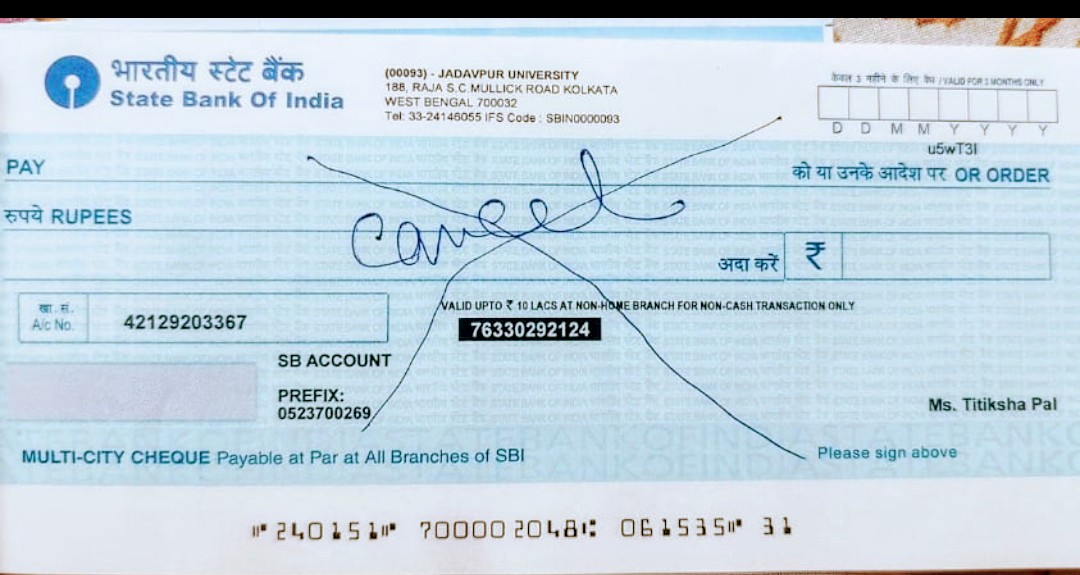 भारतीय स्टेट बैंक
State Bank Of India
(00093) - JADAVPUR UNIVERSITY
188, RAJA S.C.MULLICK ROAD KOLKATA
WEST BENGAL 700032
Tel: 33-24146055 IFS Code : SBIN0000093
केवल 3 महीने के लिए वैध / VALID FOR 3 MONTHS ONLY
D D M M Y Y Y Y
u5wT3I
PAY
को या उनके आदेश पर OR ORDER
cancel
रुपये RUPEES
अदा करें ₹
VALID UPTO ₹ 10 LACS AT NON-HOME BRANCH FOR NON-CASH TRANSACTION ONLY
खा. सं.
A/c No. 42129203367
76330292124
SB ACCOUNT
PREFIX:
0523700269
Ms. Titiksha Pal
MULTI-CITY CHEQUE Payable at Par at All Branches of SBI
Please sign above
⑈240151⑈ 700002048⑆ 061535⑈ 31